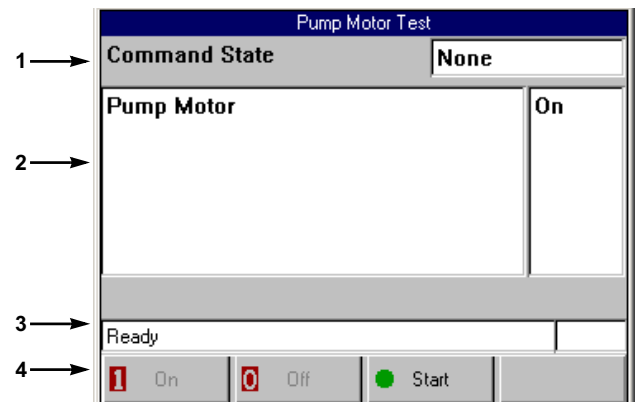 Pump Motor Test
1 Command State None
2 Pump Motor On
3 Ready
4 1 On 0 Off Start